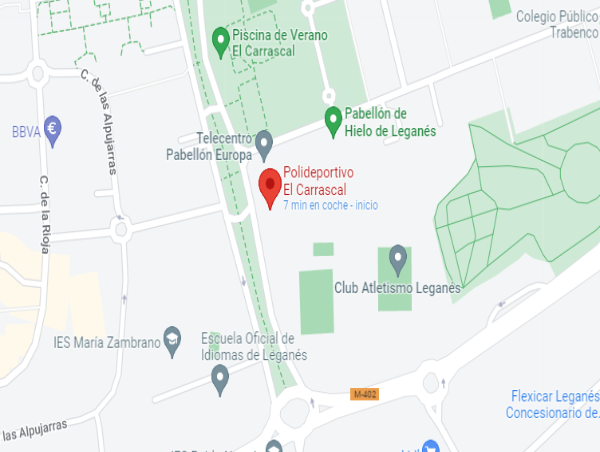 Colegio Público
Trabenco
Piscina de Verano
El Carrascal
C. de las Alpujarras
BBVA
Pabellón de
Hielo de Leganés
Telecentro
Pabellón Europa
Polideportivo
El Carrascal
7 min en coche - inicio
C. de la Rioja
Club Atletismo Leganés
IES María Zambrano
Escuela Oficial de
Idiomas de Leganés
M-402
Flexicar Leganés
Concesionario de...
las Alpujarras